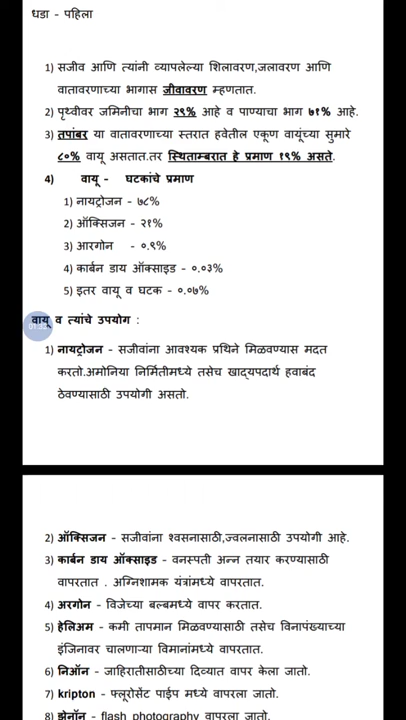 धडा - पहिला
1) सजीव आणि त्यांनी व्यापलेल्या शिलावरण,जलावरण आणि
वातावरणाच्या भागास जीवावरण म्हणतात.
2) पृथ्वीवर जमिनीचा भाग २९% आहे व पाण्याचा भाग ७१% आहे.
3) तपांबर या वातावरणाच्या स्तरात हवेतील एकूण वायूंच्या सुमारे
८०% वायू असतात.तर स्थितांबरात हे प्रमाण १९% असते.
4) वायू - घटकांचे प्रमाण
1) नायट्रोजन - ७८%
2) ऑक्सिजन - २१%
3) आरगोन - ०.९%
4) कार्बन डाय ऑक्साइड - ०.०३%
5) इतर वायू व घटक - ०.०७%
वायू व त्यांचे उपयोग :
1) नायट्रोजन - सजीवांना आवश्यक प्रथिने मिळवण्यास मदत
करतो.अमोनिया निर्मितीमध्ये तसेच खाद्यपदार्थ हवाबंद
ठेवण्यासाठी उपयोगी असतो.
2) ऑक्सिजन - सजीवांना श्वसनासाठी,ज्वलनासाठी उपयोगी आहे.
3) कार्बन डाय ऑक्साइड - वनस्पती अन्न तयार करण्यासाठी
वापरतात . अग्निशामक यंत्रांमध्ये वापरतात.
4) अरगोन - विजेच्या बल्बमध्ये वापर करतात.
5) हेलिअम - कमी तापमान मिळवण्यासाठी तसेच विनापंख्याच्या
इंजिनावर चालणाऱ्या विमानांमध्ये वापरतात.
6) निऑन - जाहिरातीसाठीच्या दिव्यात वापर केला जातो.
7) kripton - फ्लूरोसेंट पाईप मध्ये वापरला जातो.
8) झेनॉन - flash photography वापरला जातो.